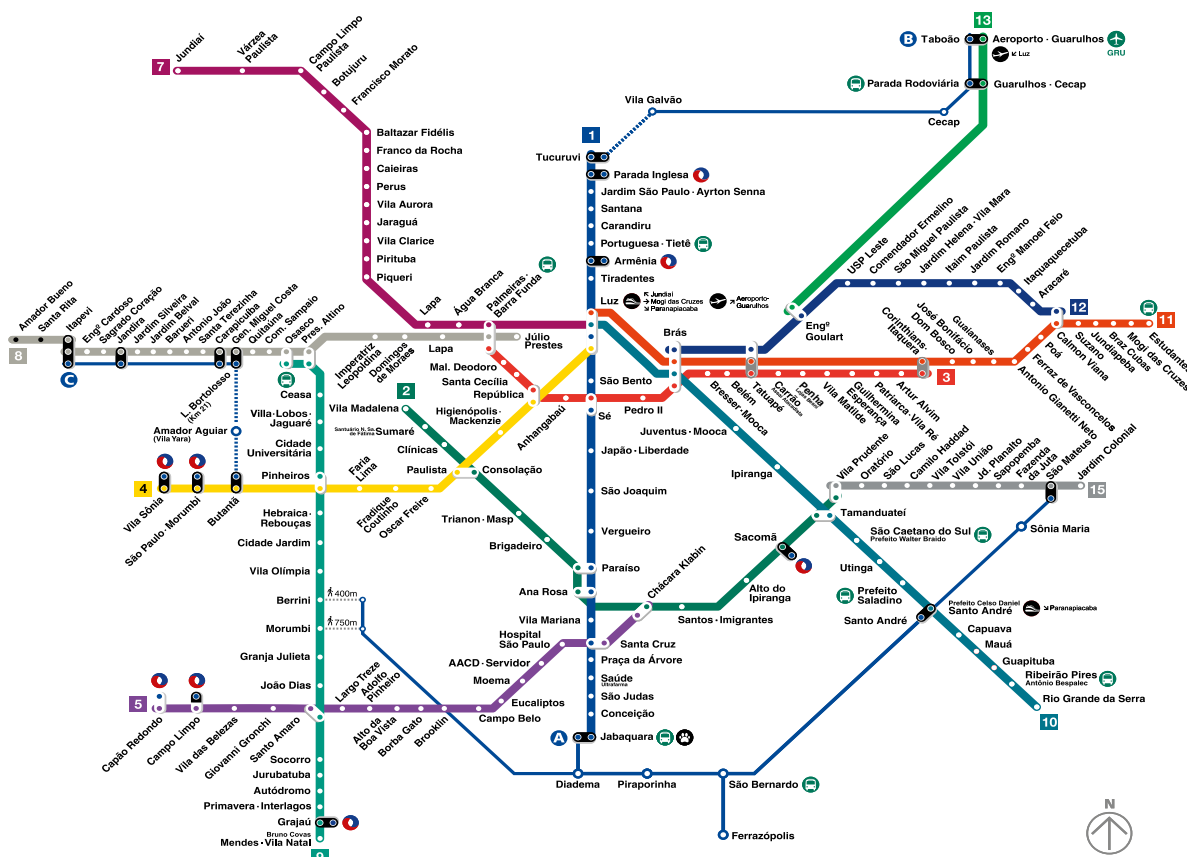 13
B
Taboão
Aeroporto · Guarulhos
GRU
Luz
Parada Rodoviária
Guarulhos · Cecap
Vila Galvão
Cecap
7
Jundiaí
Várzea
Paulista
Campo Limpo
Paulista
Botujuru
Francisco Morato
Baltazar Fidélis
Franco da Rocha
Caieiras
Perus
Vila Aurora
Jaraguá
Vila Clarice
Pirituba
Piqueri
Lapa
Água Branca
Palmeiras-
Barra Funda
1
Tucuruvi
Parada Inglesa
Jardim São Paulo · Ayrton Senna
Santana
Carandiru
Portuguesa · Tietê
Armênia
Tiradentes
Luz
Jundiaí
Mogi das Cruzes
Paranapiacaba
Aeroporto-
Guarulhos
USP Leste
Comendador Ermelino
São Miguel Paulista
Jardim Helena · Vila Mara
Itaim Paulista
Jardim Romano
Engº Manoel Feio
Itaquaquecetuba
Aracaré
12
Engº
Goulart
Brás
11
Calmon Viana
Suzano
Jundiapeba
Braz Cubas
Mogi das Cruzes
Estudantes
Poá
Ferraz de Vasconcelos
Antonio Gianetti Neto
Guaianases
José Bonifácio
Dom Bosco
Corinthians-
Itaquera
3
8
Amador Bueno
Santa Rita
Itapevi
Engº Cardoso
Sagrado Coração
Jandira
Jardim Silveira
Jardim Belval
Barueri
Antonio João
Santa Terezinha
Carapicuíba
Gen. Miguel Costa
Quitaúna
Com. Sampaio
Osasco
Pres. Altino
Imperatriz
Leopoldina
Domingos
de Moraes
Lapa
Júlio
Prestes
C
L. Bortolosso
(Km 21)
Amador Aguiar
(Vila Yara)
Mal. Deodoro
Santa Cecília
República
Anhangabaú
São Bento
Sé
Pedro II
Bresser-Mooca
Belém
Tatuapé
Carrão
Penha
Vila Matilde
Guilhermina
Esperança
Patriarca · Vila Ré
Artur Alvim
2
Vila Madalena
Santuário N. Sa.
de Fátima
Sumaré
Clínicas
Higienópolis-
Mackenzie
Paulista
Consolação
Trianon · Masp
Brigadeiro
Paraíso
Ana Rosa
Chácara Klabin
Santos · Imigrantes
Alto do
Ipiranga
Sacomã
Vila Prudente
Oratório
São Lucas
Camilo Haddad
Vila Tolstói
Vila União
Jd. Planalto
Sapopemba
Fazenda
da Juta
São Mateus
Jardim Colonial
15
4
Vila Sônia
São Paulo · Morumbi
Butantã
Pinheiros
Faria
Lima
Fradique
Coutinho
Oscar Freire
Ceasa
Villa · Lobos -
Jaguaré
Cidade
Universitária
Hebraica ·
Rebouças
Cidade Jardim
Vila Olímpia
Berrini
400m
Morumbi
750m
Granja Julieta
João Dias
Socorro
Jurubatuba
Autódromo
Primavera · Interlagos
Grajaú
Bruno Covas
Mendes · Vila Natal
9
Japão · Liberdade
São Joaquim
Vergueiro
Vila Mariana
Santa Cruz
Praça da Árvore
Saúde
Ultrafarma
São Judas
Conceição
A
Jabaquara
5
Capão Redondo
Campo Limpo
Vila das Belezas
Giovanni Gronchi
Santo Amaro
Largo Treze
Adolfo
Pinheiro
Alto da
Boa Vista
Borba Gato
Brooklin
Campo Belo
Eucaliptos
Moema
AACD · Servidor
Hospital
São Paulo
Juventus · Mooca
Ipiranga
Tamanduateí
São Caetano do Sul
Prefeito Walter Braido
Utinga
Prefeito
Saladino
Prefeito Celso Daniel
Santo André
Paranapiacaba
Santo André
Capuava
Mauá
Guapituba
Ribeirão Pires
Antônio Bespalec
Rio Grande da Serra
10
Sônia Maria
Diadema
Piraporinha
São Bernardo
Ferrazópolis
N